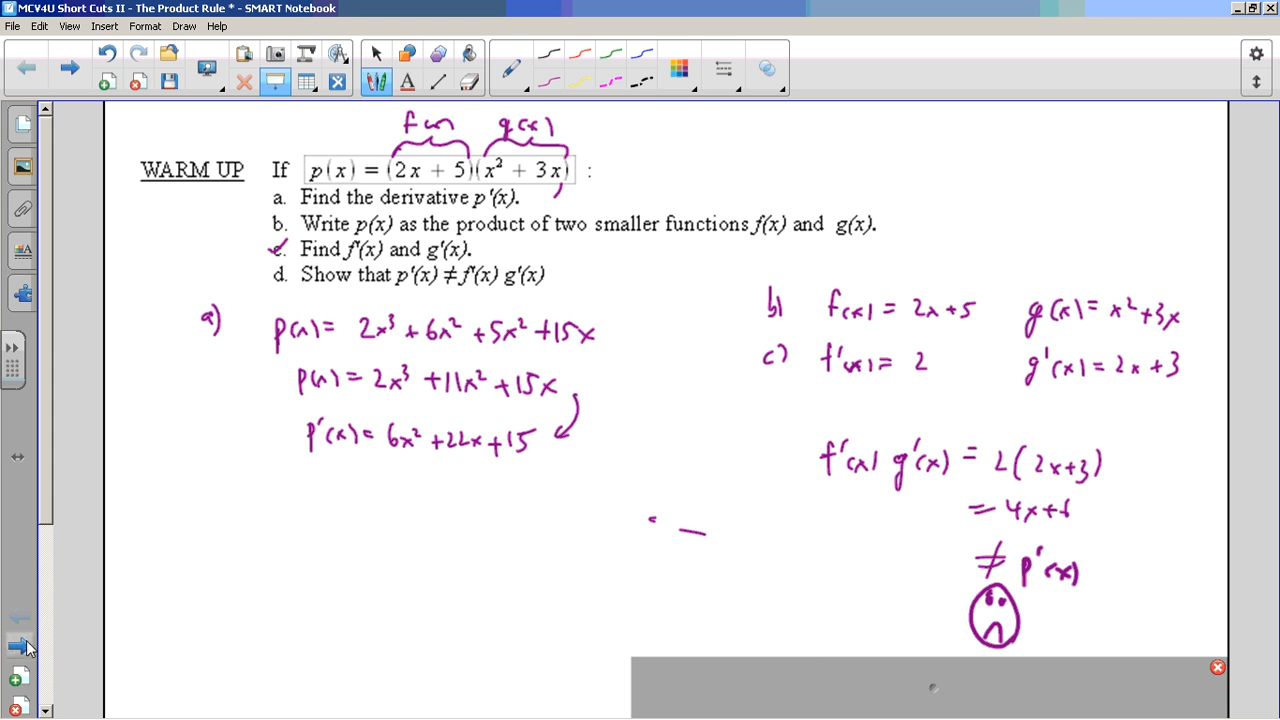 MCV4U Short Cuts II - The Product Rule * - SMART Notebook
File Edit View Insert Format Draw Help
f(x) g(x)
WARM UP If p(x) = (2x + 5)(x² + 3x) :
a. Find the derivative p'(x).
b. Write p(x) as the product of two smaller functions f(x) and g(x).
c. Find f'(x) and g'(x).
d. Show that p'(x) ≠ f'(x) g'(x)
a) p(x) = 2x³ + 6x² + 5x² + 15x
p(x) = 2x³ + 11x² + 15x
p'(x) = 6x² + 22x + 15
b) f(x) = 2x + 5 g(x) = x² + 3x
c) f'(x) = 2 g'(x) = 2x + 3
f'(x) g'(x) = 2(2x+3)
= 4x + 6
≠ p'(x)